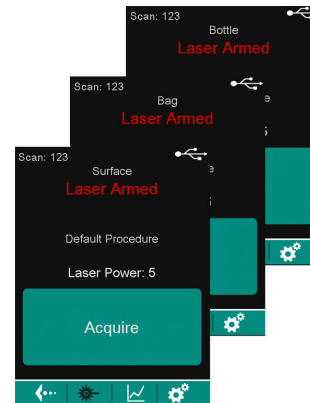 Scan: 123
Bottle
Laser Armed
Scan: 123
Bag
Laser Armed
Scan: 123
Surface
Laser Armed
Default Procedure
Laser Power: 5
Acquire